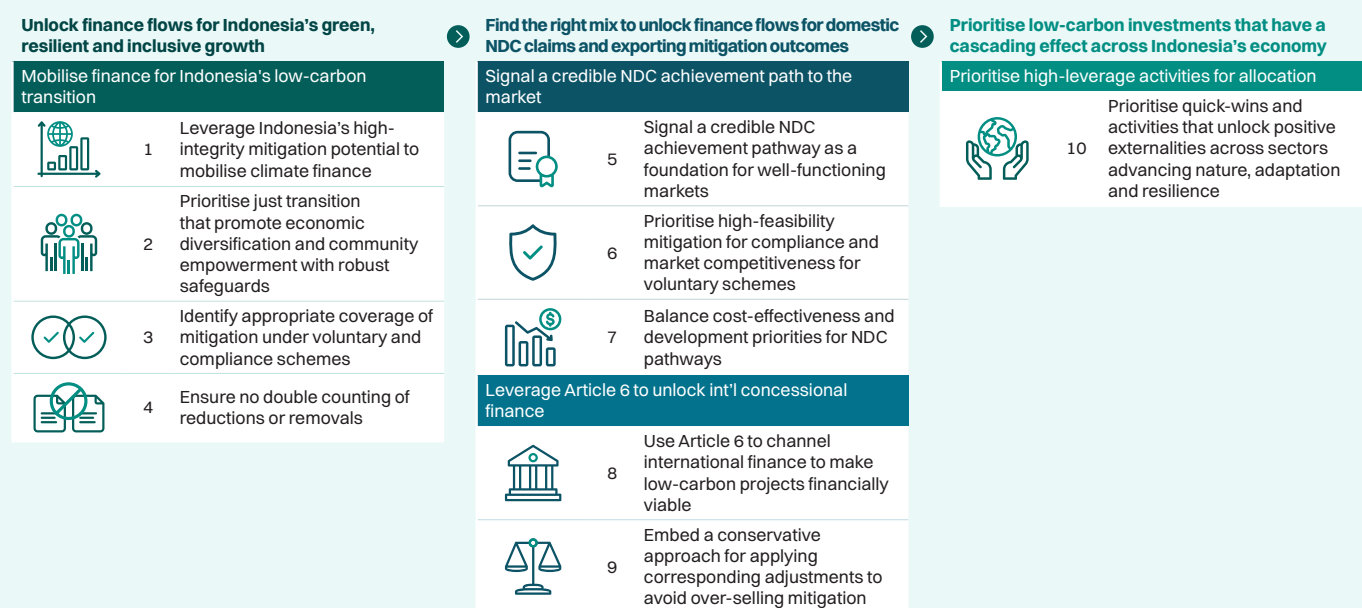 Unlock finance flows for Indonesia's green,
resilient and inclusive growth
Mobilise finance for Indonesia's low-carbon
transition
1
Leverage Indonesia's high-
integrity mitigation potential to
mobilise climate finance
2
Prioritise just transition
that promote economic
diversification and community
empowerment with robust
safeguards
3
Identify appropriate coverage of
mitigation under voluntary and
compliance schemes
4
Ensure no double counting of
reductions or removals
Find the right mix to unlock finance flows for domestic
NDC claims and exporting mitigation outcomes
Signal a credible NDC achievement path to the
market
5
Signal a credible NDC
achievement pathway as a
foundation for well-functioning
markets
6
Prioritise high-feasibility
mitigation for compliance and
market competitiveness for
voluntary schemes
$
7
Balance cost-effectiveness and
development priorities for NDC
pathways
Leverage Article 6 to unlock int'l concessional
finance
8
Use Article 6 to channel
international finance to make
low-carbon projects financially
viable
9
Embed a conservative
approach for applying
corresponding adjustments to
avoid over-selling mitigation
Prioritise low-carbon investments that have a
cascading effect across Indonesia's economy
Prioritise high-leverage activities for allocation
10
Prioritise quick-wins and
activities that unlock positive
externalities across sectors
advancing nature, adaptation
and resilience